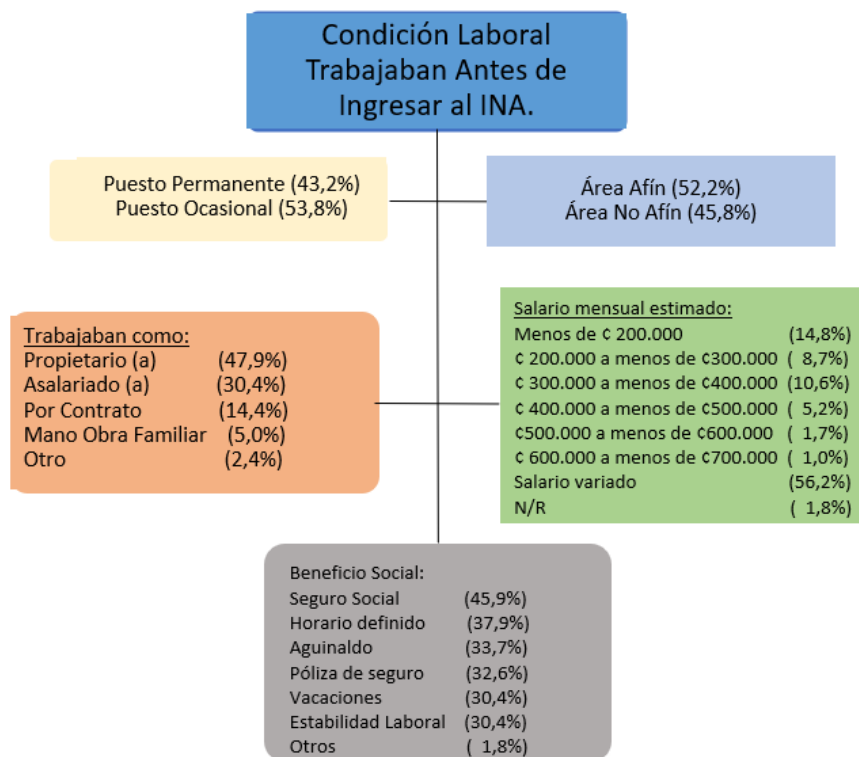 Condición Laboral
Trabajaban Antes de
Ingresar al INA.
Puesto Permanente (43,2%)
Puesto Ocasional (53,8%)
Área Afín (52,2%)
Área No Afín (45,8%)
Trabajaban como:
Propietario (a) (47,9%)
Asalariado (a) (30,4%)
Por Contrato (14,4%)
Mano Obra Familiar (5,0%)
Otro (2,4%)
Salario mensual estimado:
Menos de ¢ 200.000 (14,8%)
¢ 200.000 a menos de ¢300.000 ( 8,7%)
¢ 300.000 a menos de ¢400.000 (10,6%)
¢ 400.000 a menos de ¢500.000 ( 5,2%)
¢500.000 a menos de ¢600.000 ( 1,7%)
¢ 600.000 a menos de ¢700.000 ( 1,0%)
Salario variado (56,2%)
N/R ( 1,8%)
Beneficio Social:
Seguro Social (45,9%)
Horario definido (37,9%)
Aguinaldo (33,7%)
Póliza de seguro (32,6%)
Vacaciones (30,4%)
Estabilidad Laboral (30,4%)
Otros ( 1,8%)